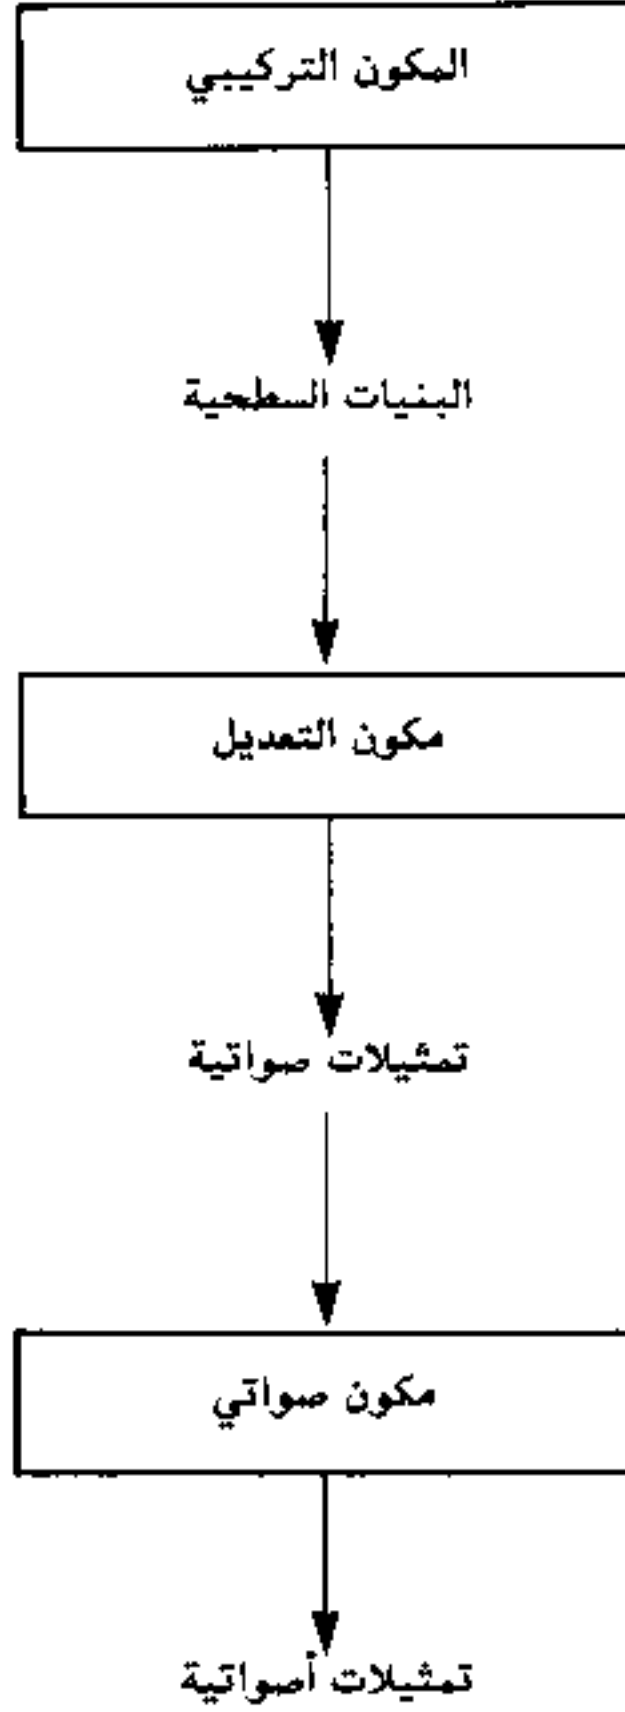 المكون التركيبي
البنيات السطحية
مكون التعديل
تمثيلات صواتية
مكون صواتي
تمثيلات أصواتية